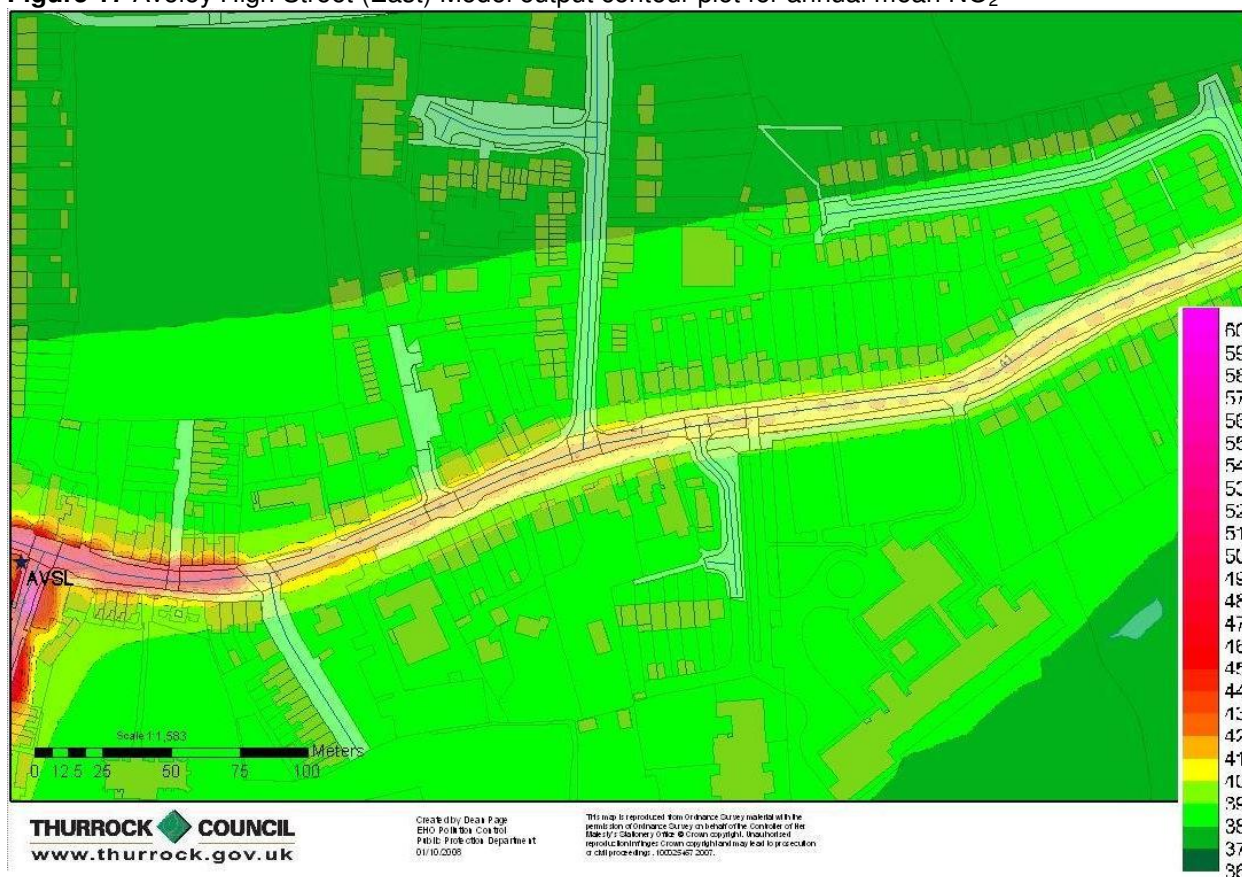 Figure 17 Aveley High Street (East) Model output contour plot for annual mean NO₂
41
41
AVSL
Scale 1:1,583
Meters
0 12.5 25 50 75 100
60
59
58
57
56
55
54
53
52
51
50
49
48
47
46
45
44
43
42
41
40
39
38
37
36
THURROCK COUNCIL
www.thurrock.gov.uk
Created by Dean Page
EHO Pollution Control
Public Protection Department
01/10/2008
This map is reproduced from Ordnance Survey material with the
permission of Ordnance Survey on behalf of the Controller of Her
Majesty's Stationery Office © Crown copyright. Unauthorised
reproduction infringes Crown copyright and may lead to prosecution
or civil proceedings. 100025457 2007.